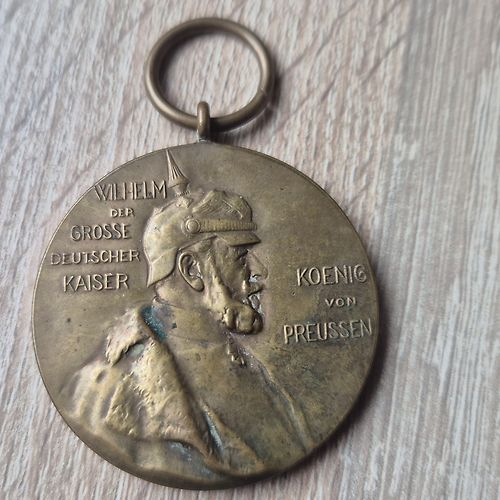 WILHELM
DER
GROSSE
DEUTSCHER
KAISER
KOENIG
VON
PREUSSEN